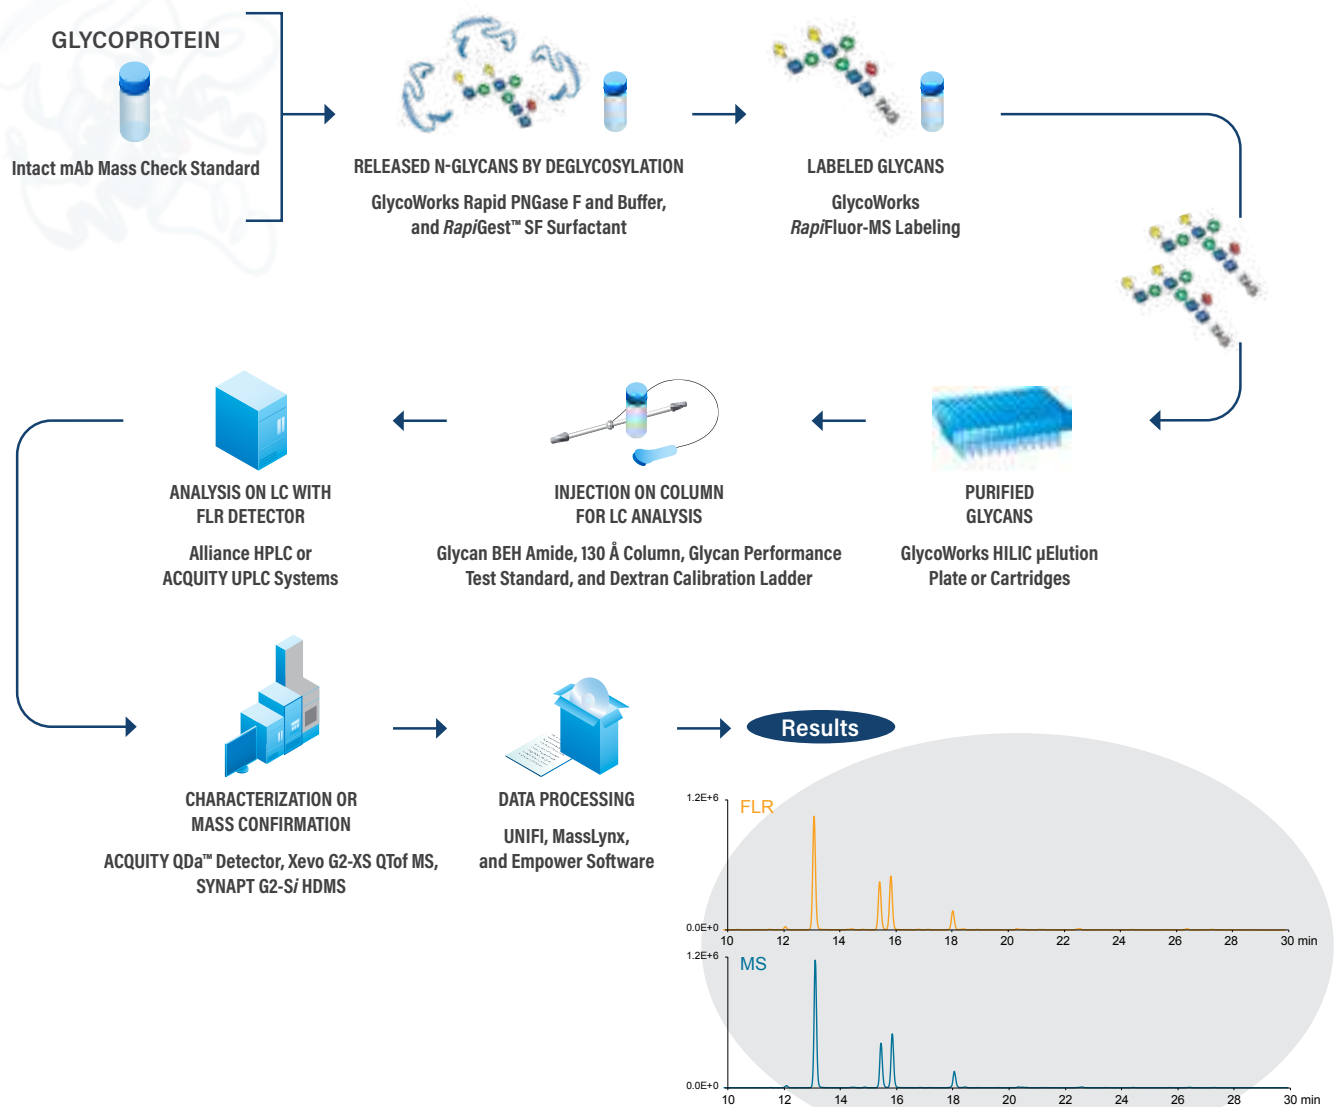 GLYCOPROTEIN
Intact mAb Mass Check Standard
RELEASED N-GLYCANS BY DEGLYCOSYLATION
GlycoWorks Rapid PNGase F and Buffer,
and RapiGest™ SF Surfactant
TAG
LABELED GLYCANS
GlycoWorks
RapiFluor-MS Labeling
TAG
TAG
PURIFIED
GLYCANS
GlycoWorks HILIC µElution
Plate or Cartridges
INJECTION ON COLUMN
FOR LC ANALYSIS
Glycan BEH Amide, 130 Å Column, Glycan Performance
Test Standard, and Dextran Calibration Ladder
ANALYSIS ON LC WITH
FLR DETECTOR
Alliance HPLC or
ACQUITY UPLC Systems
CHARACTERIZATION OR
MASS CONFIRMATION
ACQUITY QDa™ Detector, Xevo G2-XS QTof MS,
SYNAPT G2-Si HDMS
DATA PROCESSING
UNIFI, MassLynx,
and Empower Software
Results
1.2E+6
FLR
0.0E+0
10 12 14 16 18 20 22 24 26 28 30 min
1.2E+6
MS
0.0E+0
10 12 14 16 18 20 22 24 26 28 30 min